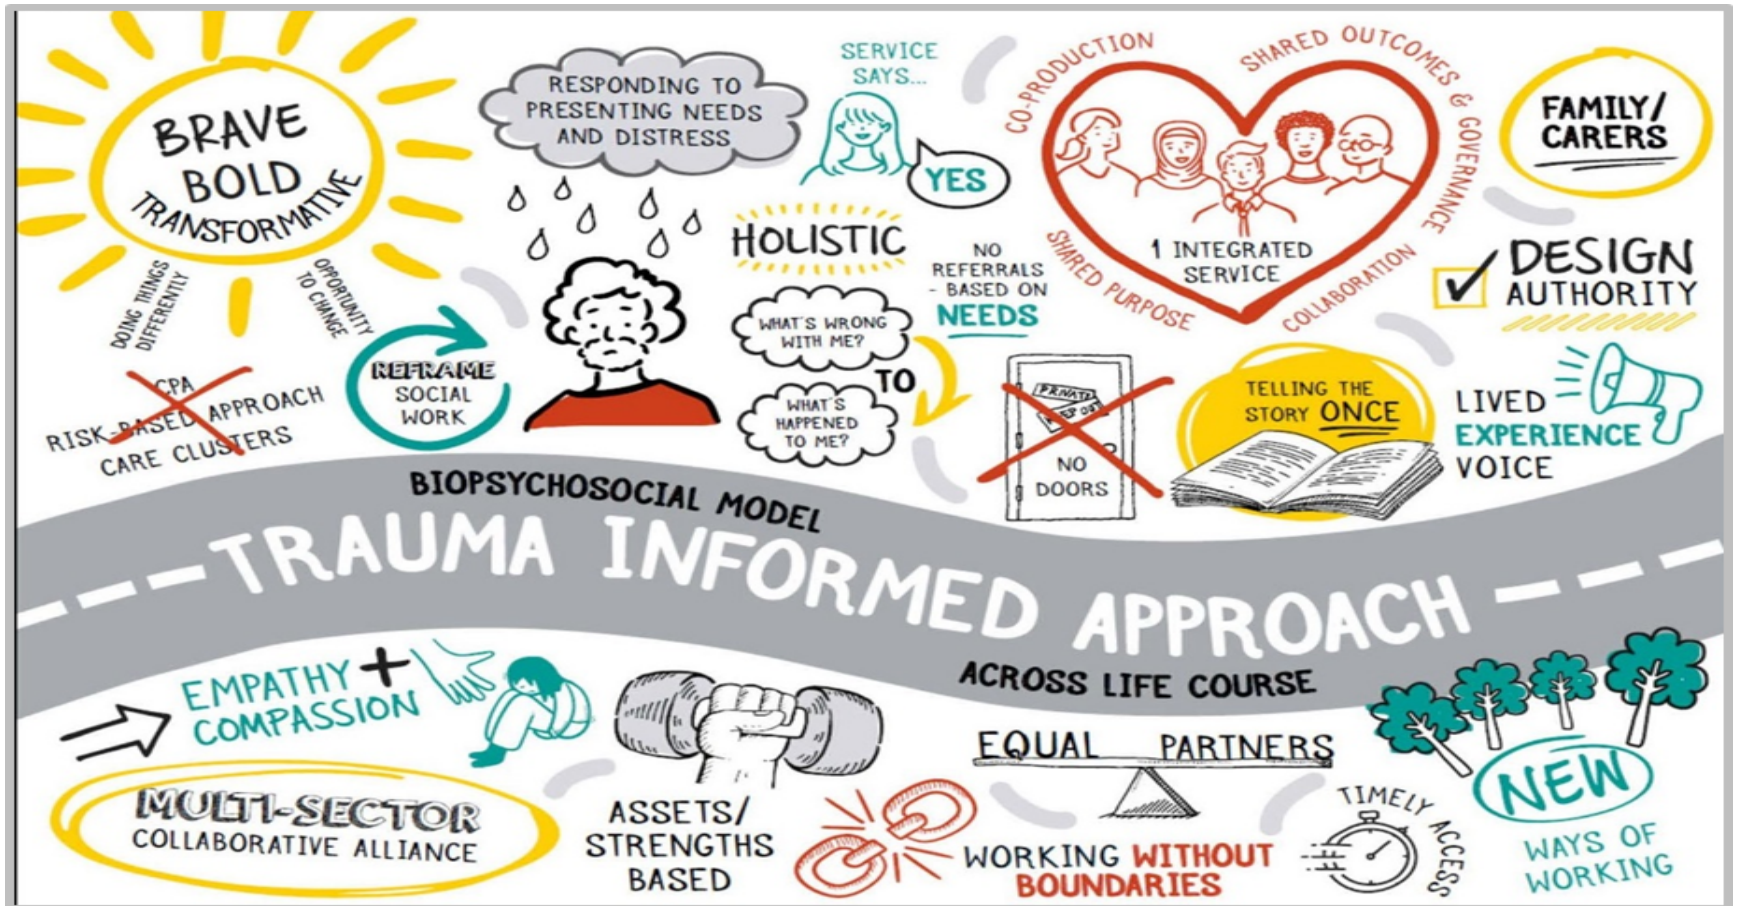 BRAVE
BOLD
TRANSFORMATIVE
DOING THINGS
DIFFERENTLY
OPPORTUNITY
TO CHANGE
RESPONDING TO
PRESENTING NEEDS
AND DISTRESS
SERVICE
SAYS...
YES
HOLISTIC
NO
REFERRALS
- BASED ON
NEEDS
CO-PRODUCTION
SHARED OUTCOMES & GOVERNANCE
SHARED PURPOSE
COLLABORATION
1 INTEGRATED
SERVICE
FAMILY/
CARERS
DESIGN
AUTHORITY
CPA
RISK-BASED APPROACH
CARE CLUSTERS
REFRAME
SOCIAL
WORK
WHAT'S WRONG
WITH ME?
TO
WHAT'S
HAPPENED
TO ME?
PRIVATE
KEEP OUT
NO
DOORS
TELLING THE
STORY ONCE
LIVED
EXPERIENCE
VOICE
BIOPSYCHOSOCIAL MODEL
TRAUMA INFORMED APPROACH
ACROSS LIFE COURSE
EMPATHY +
COMPASSION
MULTI-SECTOR
COLLABORATIVE ALLIANCE
ASSETS/
STRENGTHS
BASED
EQUAL PARTNERS
WORKING WITHOUT
BOUNDARIES
TIMELY ACCESS
NEW
WAYS OF
WORKING